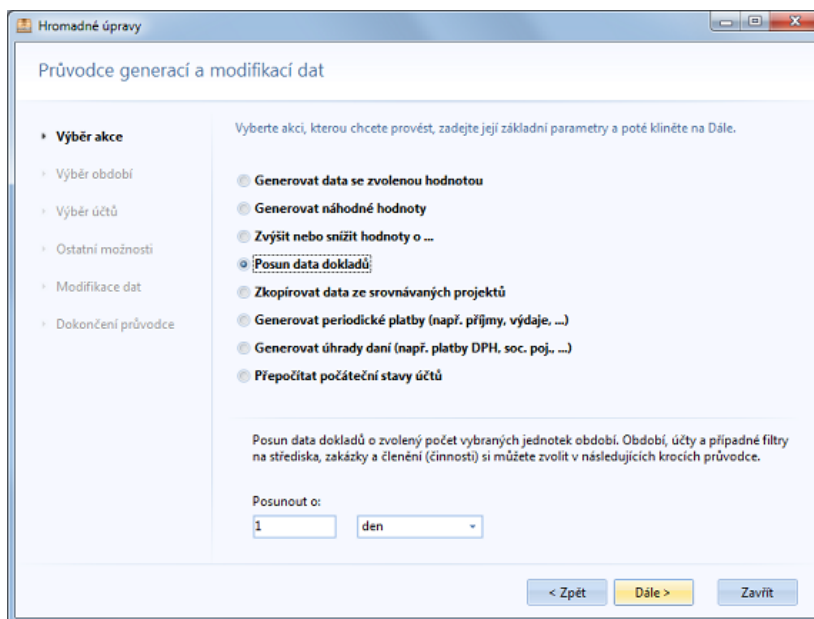 Hromadné úpravy
Průvodce generací a modifikací dat
Výběr akce
Výběr období
Výběr účtů
Ostatní možnosti
Modifikace dat
Dokončení průvodce
Vyberte akci, kterou chcete provést, zadejte její základní parametry a poté kliněte na Dále.
Generovat data se zvolenou hodnotou
Generovat náhodné hodnoty
Zvýšit nebo snížit hodnoty o ...
Posun data dokladů
Zkopírovat data ze srovnávaných projektů
Generovat periodické platby (např. příjmy, výdaje, ...)
Generovat úhrady daní (např. platby DPH, soc. poj., ...)
Přepočítat počáteční stavy účtů
Posun data dokladů o zvolený počet vybraných jednotek období. Období, účty a případné filtry
na střediska, zakázky a členění (činnosti) si můžete zvolit v následujících krocích průvodce.
Posunout o:
1 den
< Zpět Dále > Zavřít